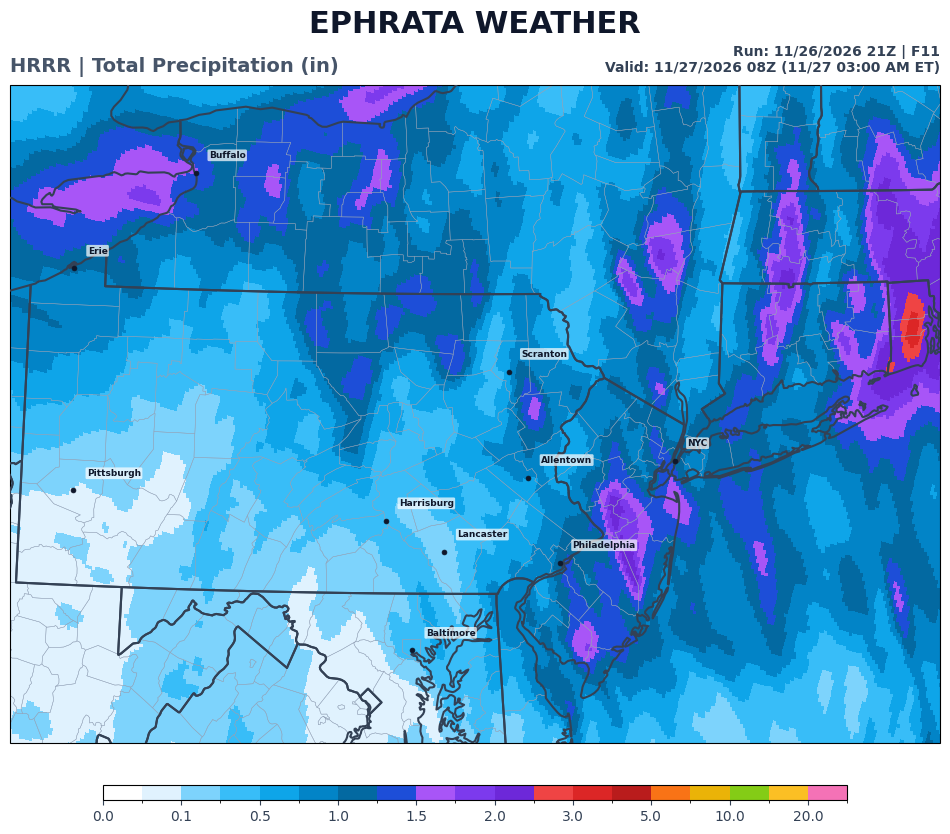 EPHRATA WEATHER
Run: 11/26/2026 21Z | F11
HRRR | Total Precipitation (in)
Valid: 11/27/2026 08Z (11/27 03:00 AM ET)
Buffalo
Erie
Scranton
NYC
Allentown
Pittsburgh
Harrisburg
Lancaster
Philadelphia
Baltimore
0.0 0.1 0.5 1.0 1.5 2.0 3.0 5.0 10.0 20.0